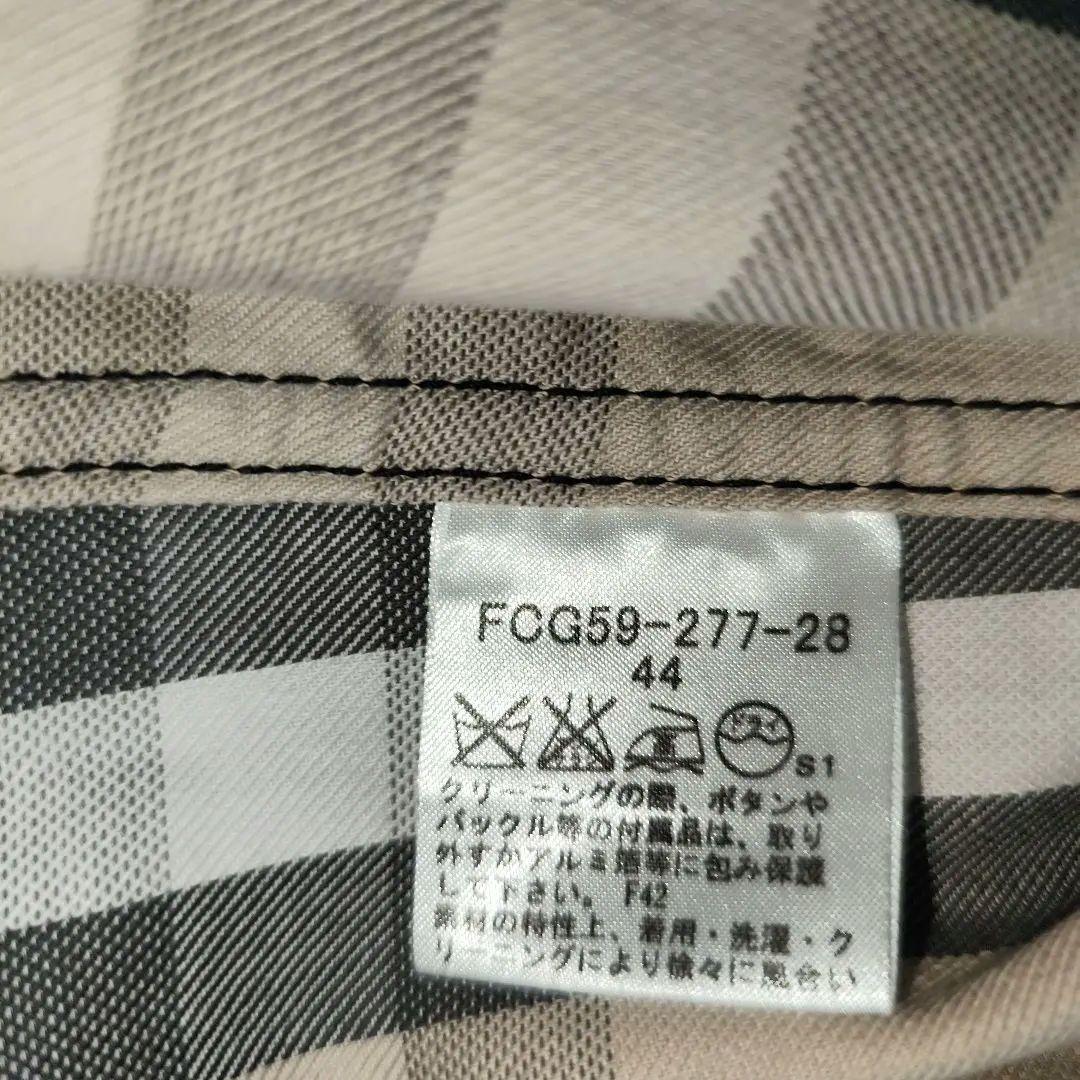 FCG59-277-28
44
ドライ
S1
クリーニングの際、ボタンや
バックル等の付属品は、取り
外すかアルミ箔等に包み保護
して下さい。 F42
素材の特性上、着用・洗濯・ク
リーニングにより徐々に風合い